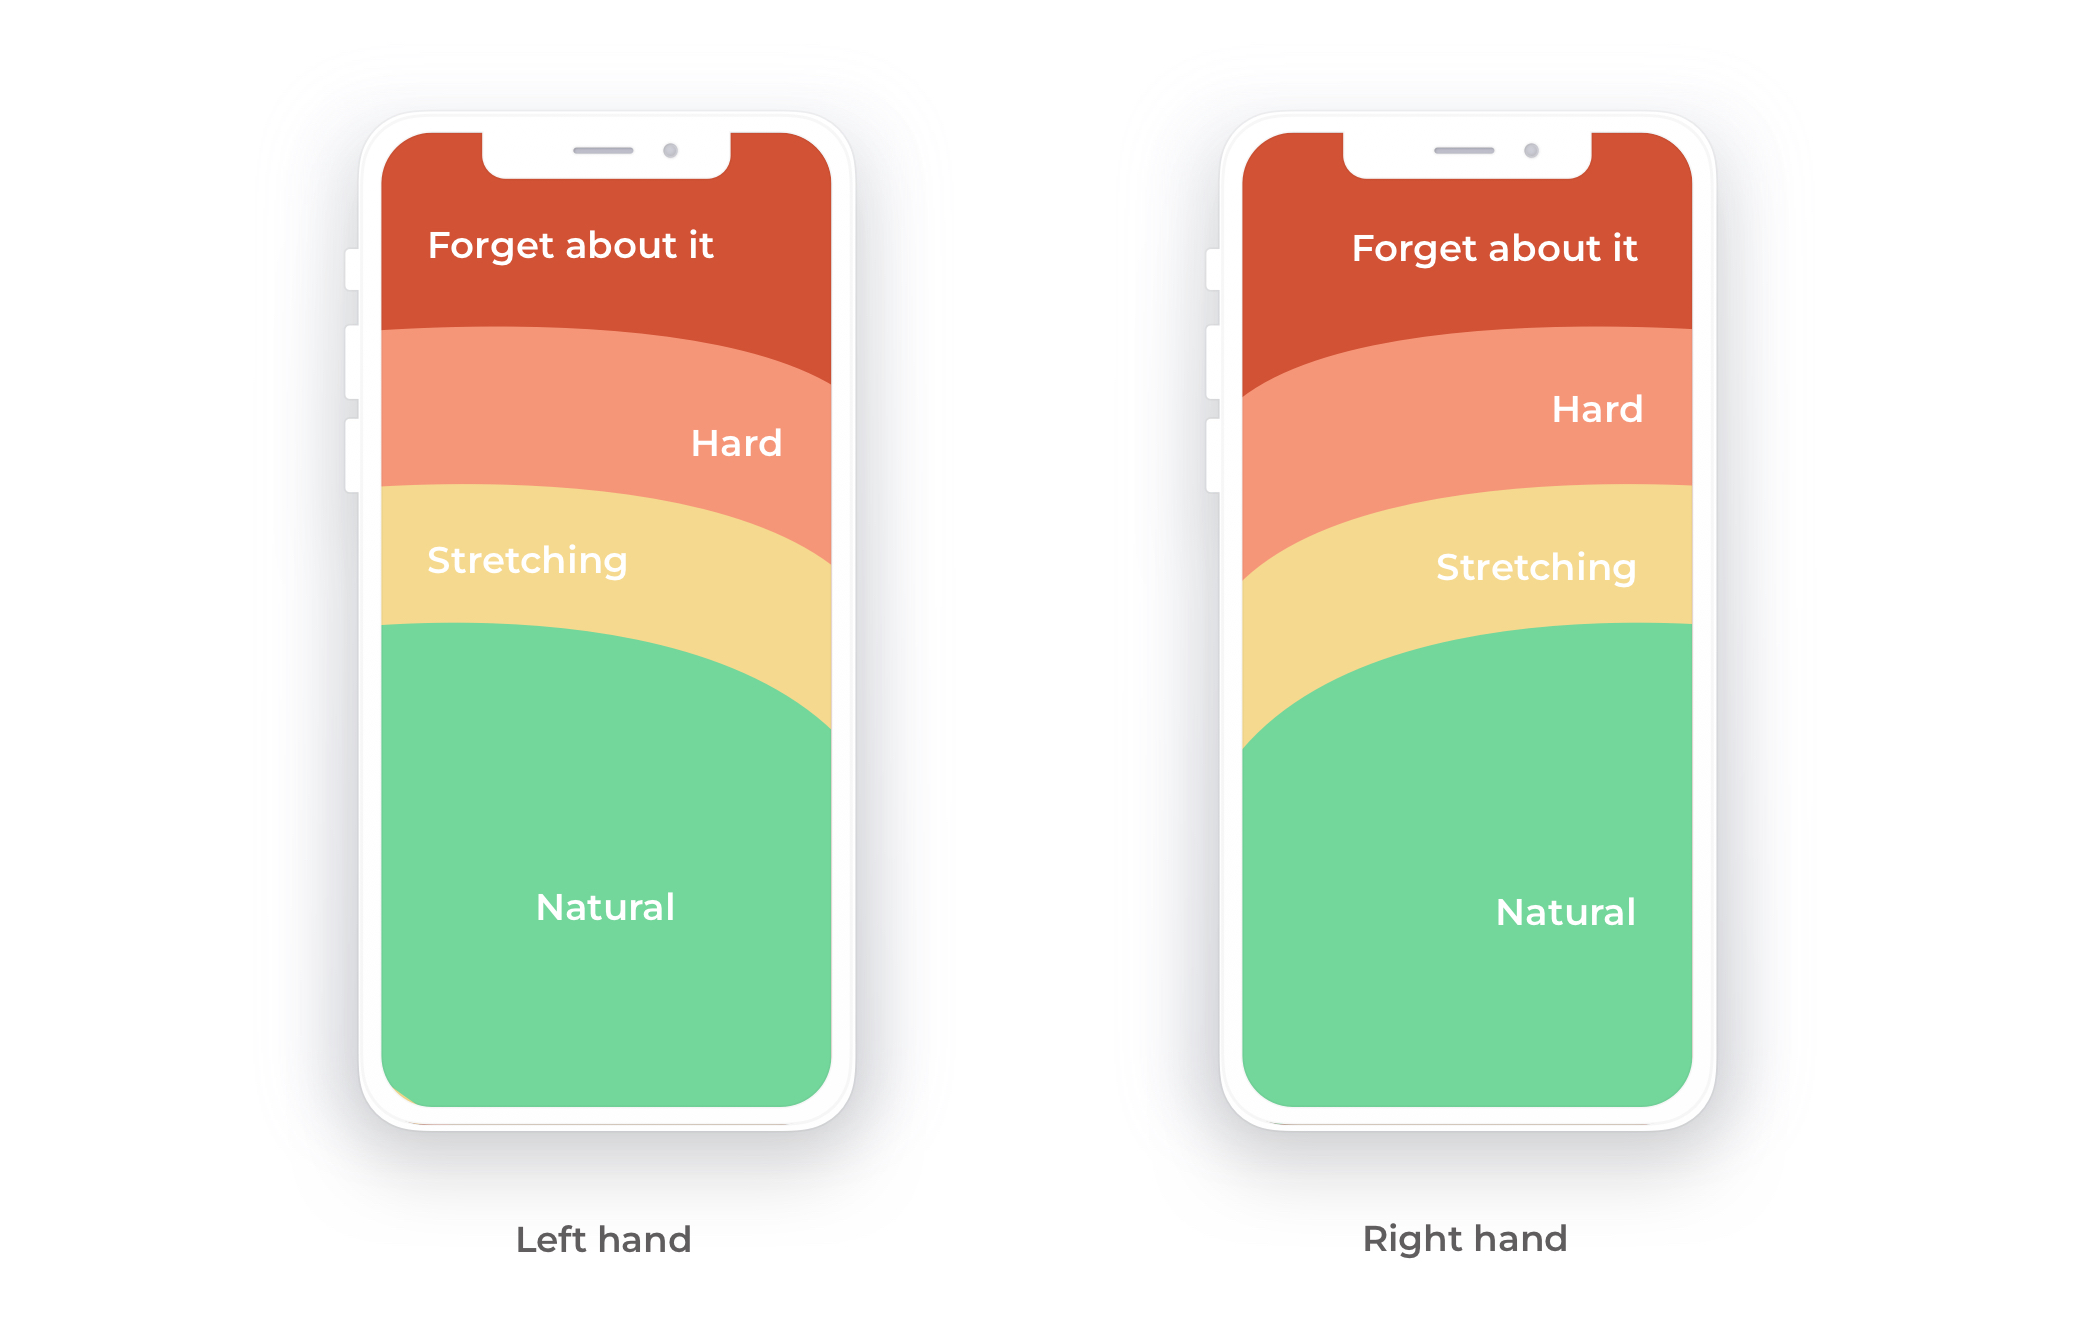 Forget about it
Hard
Stretching
Natural
Left hand
Forget about it
Hard
Stretching
Natural
Right hand